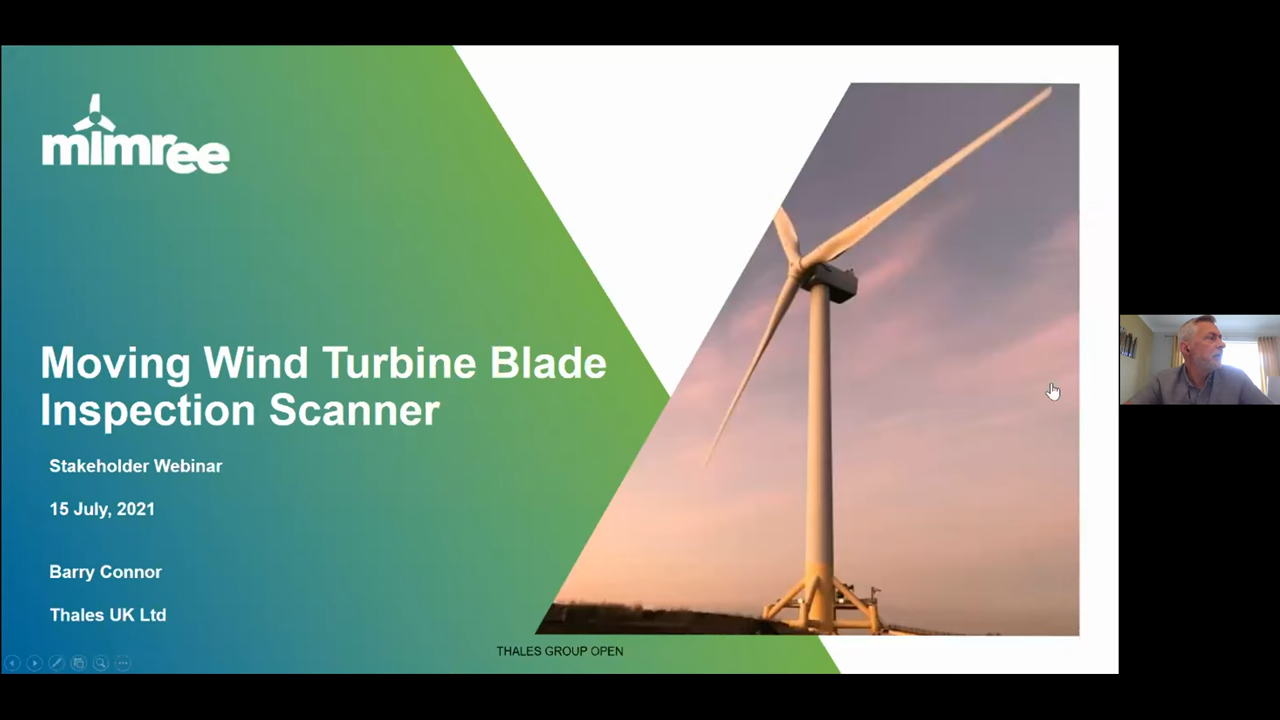 mimree
Moving Wind Turbine Blade
Inspection Scanner
Stakeholder Webinar
15 July, 2021
Barry Connor
Thales UK Ltd
THALES GROUP OPEN